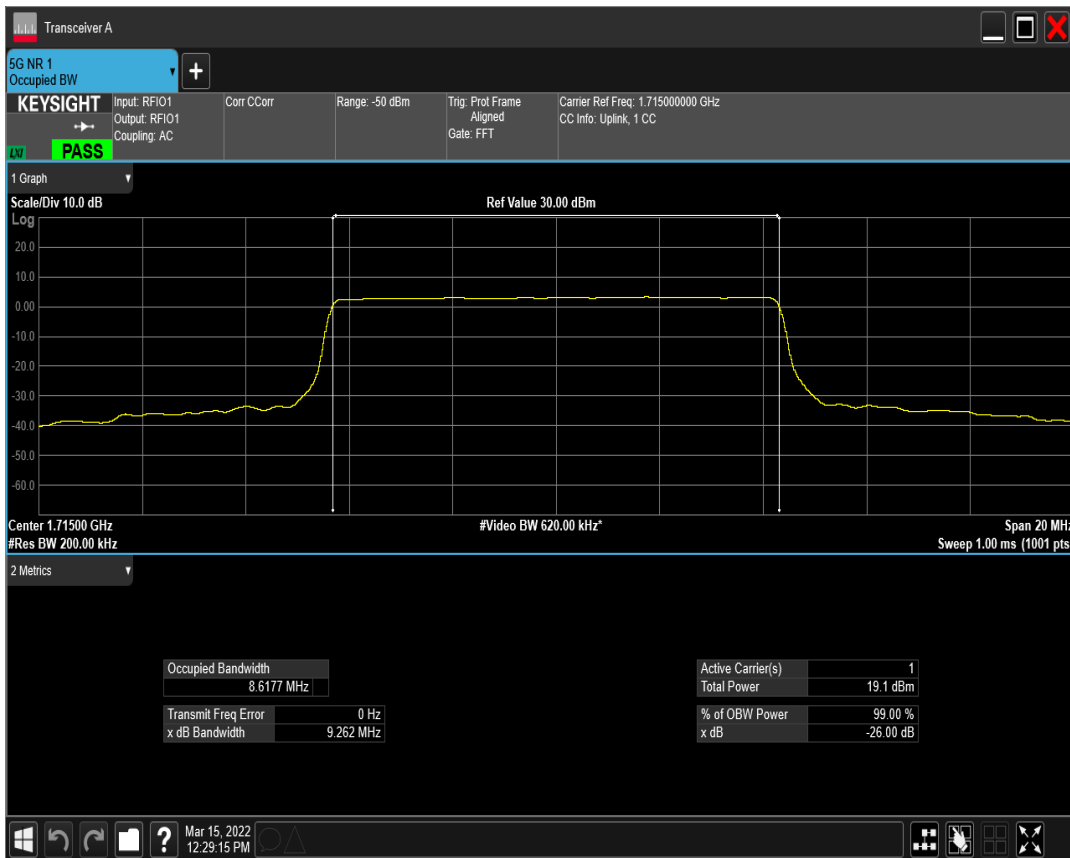 Transceiver A
5G NR 1
Occupied BW
KEYSIGHT
LXI
PASS
Input: RFIO1
Output: RFIO1
Coupling: AC
Corr CCorr
Range: -50 dBm
Trig: Prot Frame
Aligned
Gate: FFT
Carrier Ref Freq: 1.715000000 GHz
CC Info: Uplink, 1 CC
1 Graph
Scale/Div 10.0 dB
Ref Value 30.00 dBm
Log
20.0
10.0
0.00
-10.0
-20.0
-30.0
-40.0
-50.0
-60.0
Center 1.71500 GHz
#Video BW 620.00 kHz*
Span 20 MHz
#Res BW 200.00 kHz
Sweep 1.00 ms (1001 pts
2 Metrics
Occupied Bandwidth
8.6177 MHz
Transmit Freq Error 0 Hz
x dB Bandwidth 9.262 MHz
Active Carrier(s) 1
Total Power 19.1 dBm
% of OBW Power 99.00 %
x dB -26.00 dB
?
Mar 15, 2022
12:29:15 PM